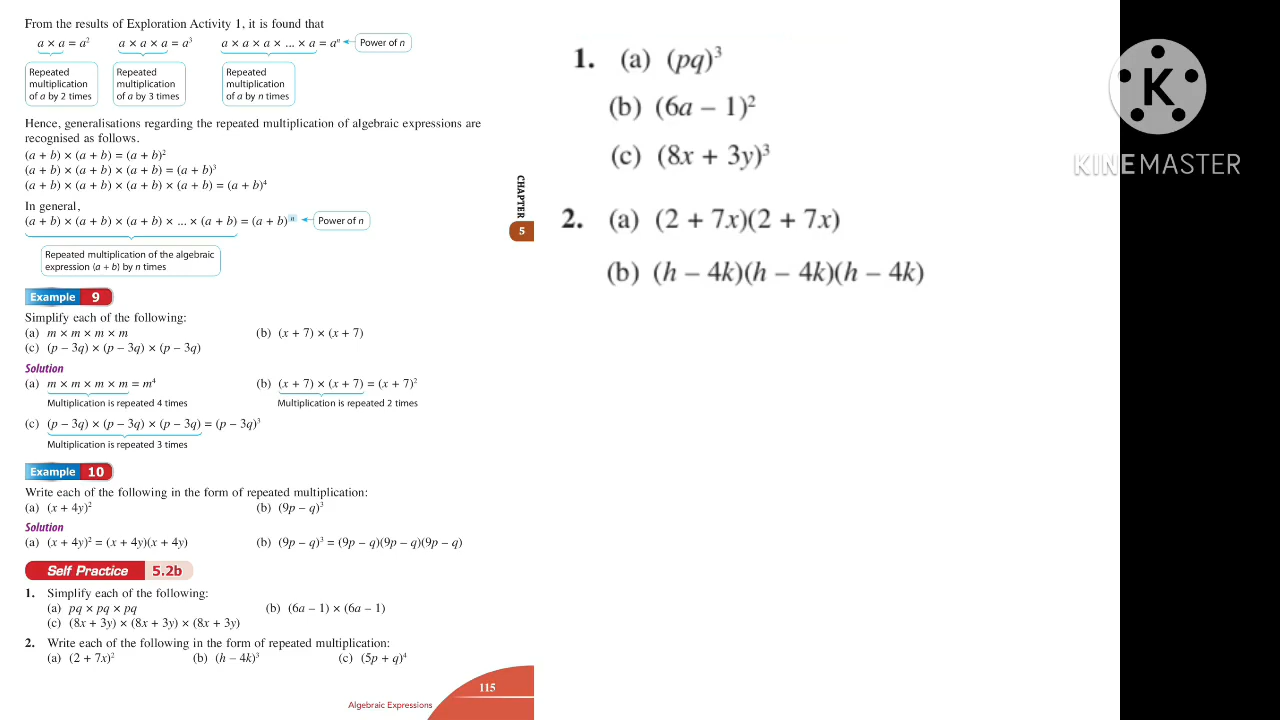 From the results of Exploration Activity 1, it is found that
a × a = a² a × a × a = a³ a × a × a × ... × a = aⁿ Power of n
Repeated multiplication of a by 2 times
Repeated multiplication of a by 3 times
Repeated multiplication of a by n times
Hence, generalisations regarding the repeated multiplication of algebraic expressions are
recognised as follows.
(a + b) × (a + b) = (a + b)²
(a + b) × (a + b) × (a + b) = (a + b)³
(a + b) × (a + b) × (a + b) × (a + b) = (a + b)⁴
In general,
(a + b) × (a + b) × (a + b) × ... × (a + b) = (a + b)ⁿ Power of n
Repeated multiplication of the algebraic
expression (a + b) by n times
Example 9
Simplify each of the following:
(a) m × m × m × m (b) (x + 7) × (x + 7)
(c) (p – 3q) × (p – 3q) × (p – 3q)
Solution
(a) m × m × m × m = m⁴ (b) (x + 7) × (x + 7) = (x + 7)²
Multiplication is repeated 4 times Multiplication is repeated 2 times
(c) (p – 3q) × (p – 3q) × (p – 3q) = (p – 3q)³
Multiplication is repeated 3 times
Example 10
Write each of the following in the form of repeated multiplication:
(a) (x + 4y)² (b) (9p – q)³
Solution
(a) (x + 4y)² = (x + 4y)(x + 4y) (b) (9p – q)³ = (9p – q)(9p – q)(9p – q)
Self Practice 5.2b
1. Simplify each of the following:
(a) pq × pq × pq (b) (6a – 1) × (6a – 1)
(c) (8x + 3y) × (8x + 3y) × (8x + 3y)
2. Write each of the following in the form of repeated multiplication:
(a) (2 + 7x)² (b) (h – 4k)³ (c) (5p + q)⁴
115
Algebraic Expressions
CHAPTER
5
1. (a) (pq)³
(b) (6a – 1)²
(c) (8x + 3y)³
2. (a) (2 + 7x)(2 + 7x)
(b) (h – 4k)(h – 4k)(h – 4k)
K
KINEMASTER